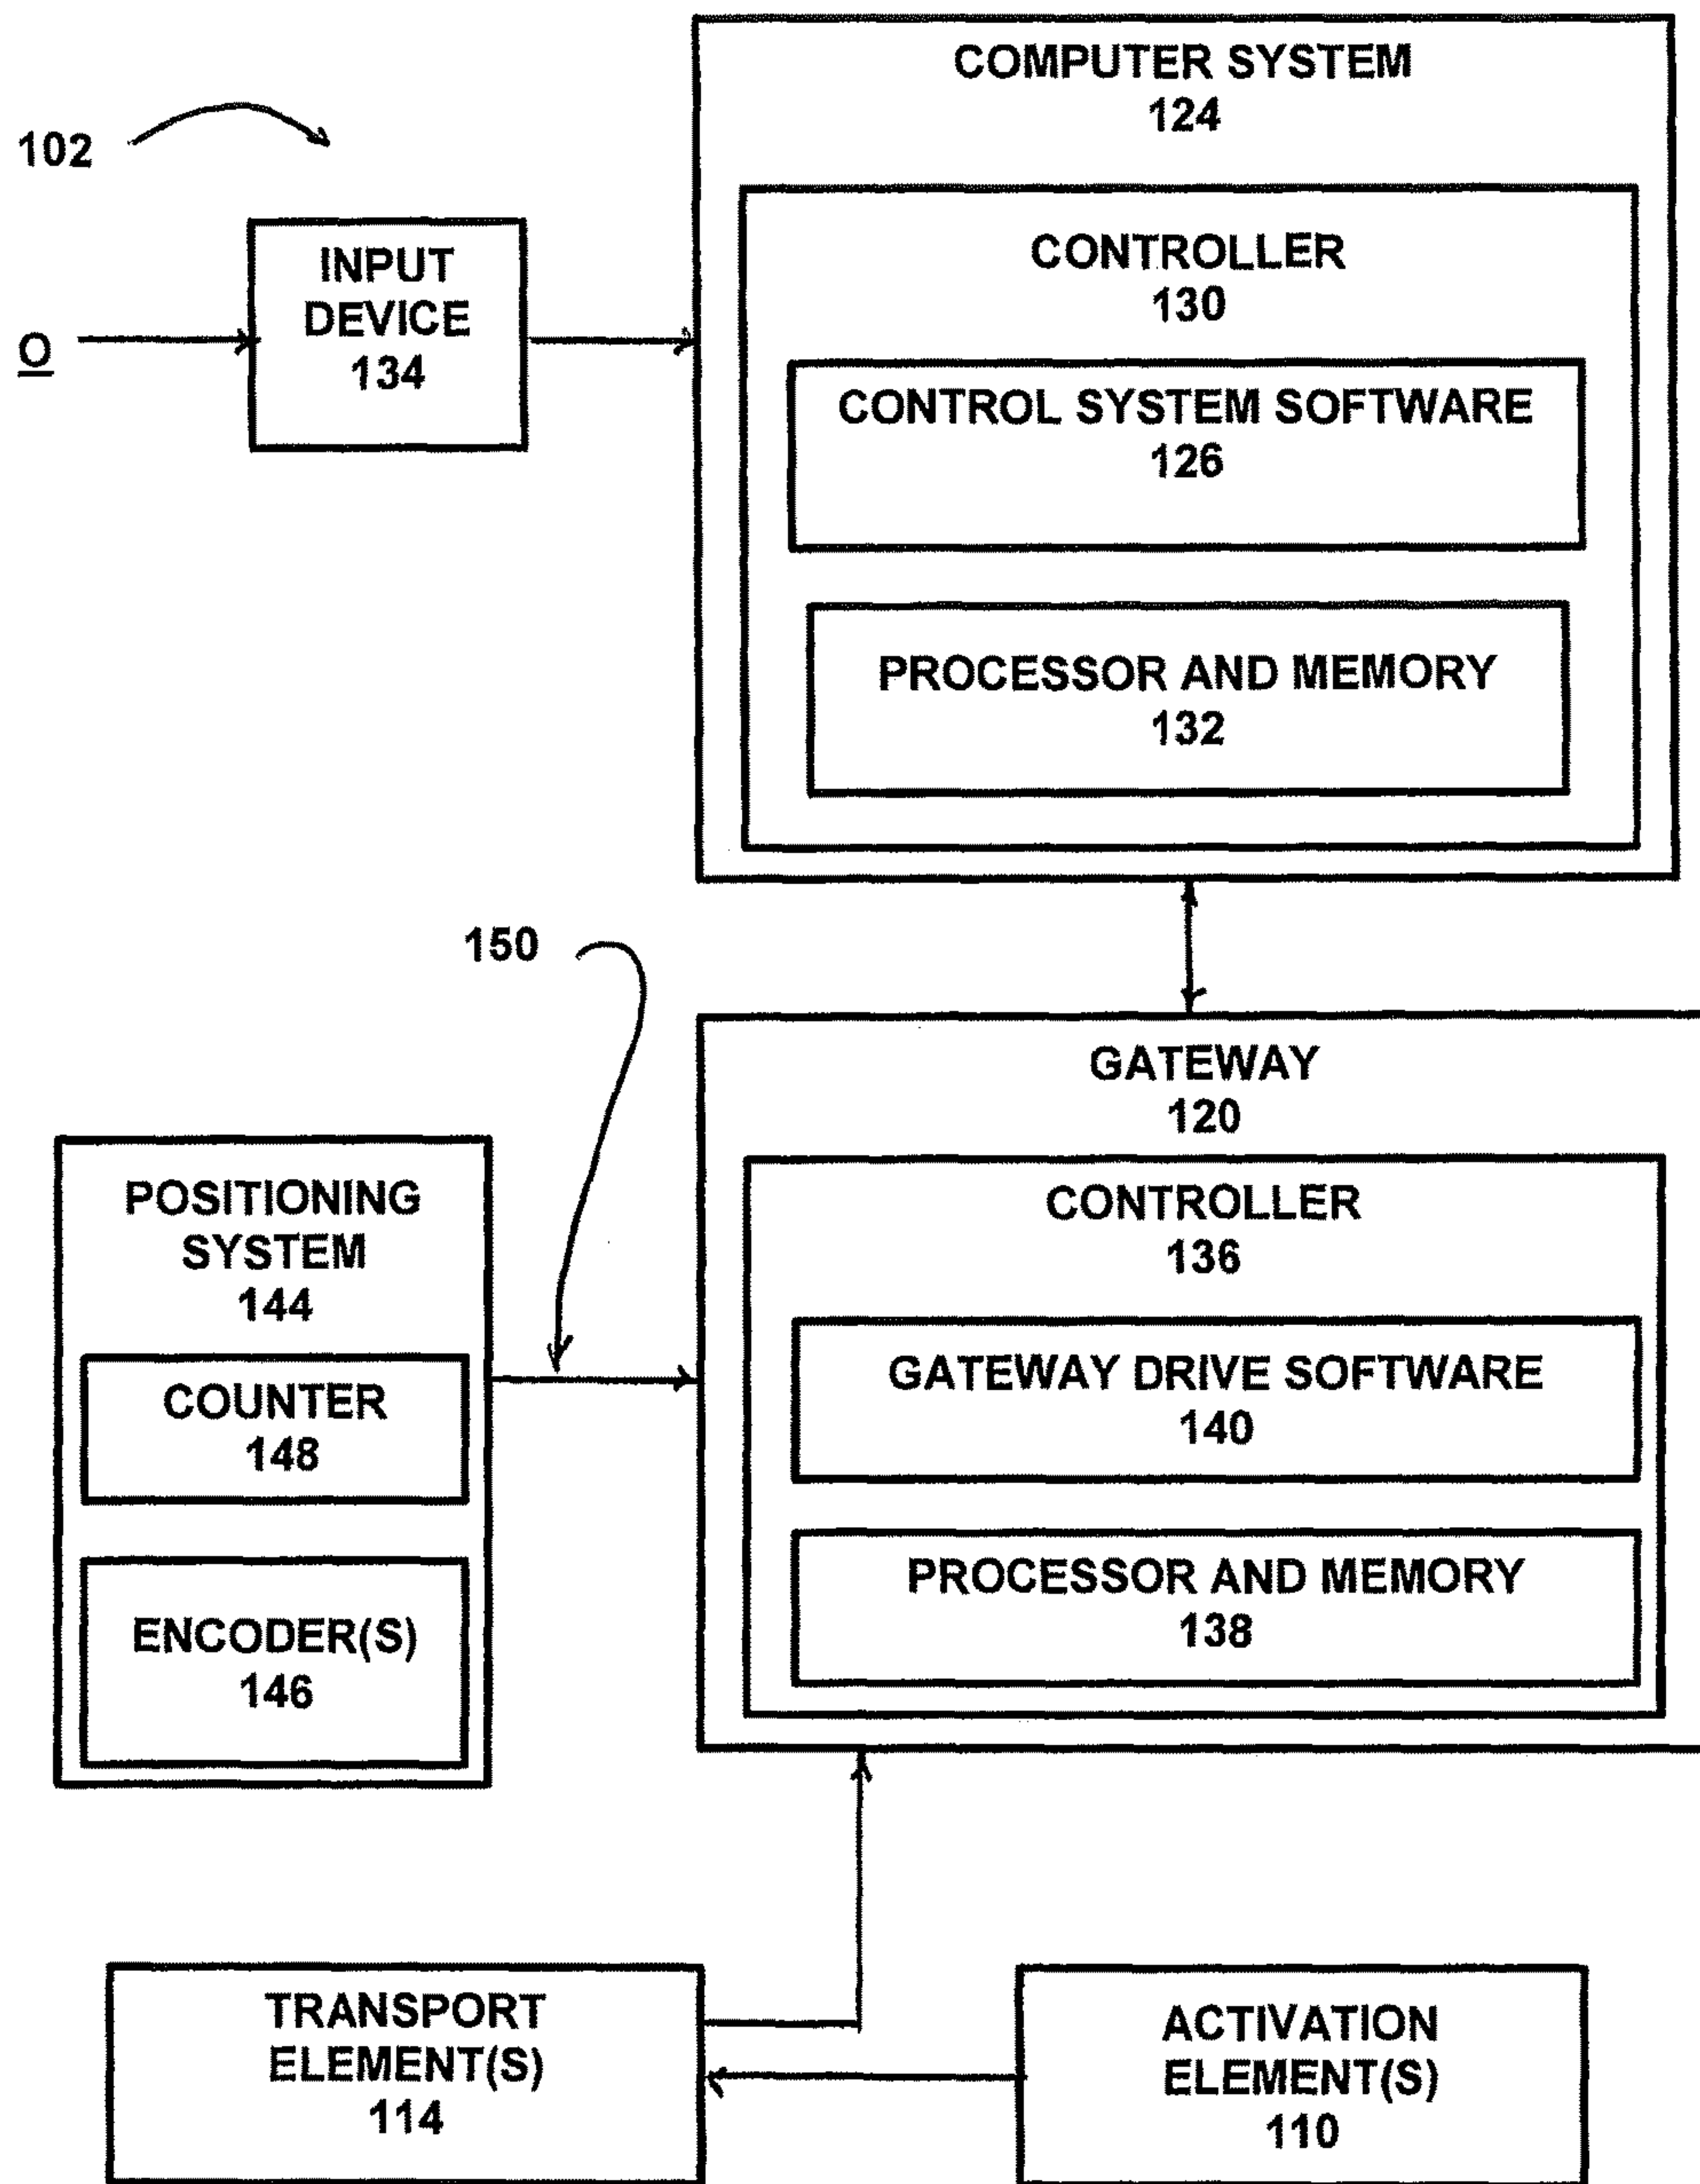 COMPUTER SYSTEM
124
102
CONTROLLER
130
INPUT
DEVICE
134
O
CONTROL SYSTEM SOFTWARE
126
PROCESSOR AND MEMORY
132
150
GATEWAY
120
CONTROLLER
136
POSITIONING
SYSTEM
144
COUNTER
148
ENCODER(S)
146
GATEWAY DRIVE SOFTWARE
140
PROCESSOR AND MEMORY
138
TRANSPORT
ELEMENT(S)
114
ACTIVATION
ELEMENT(S)
110